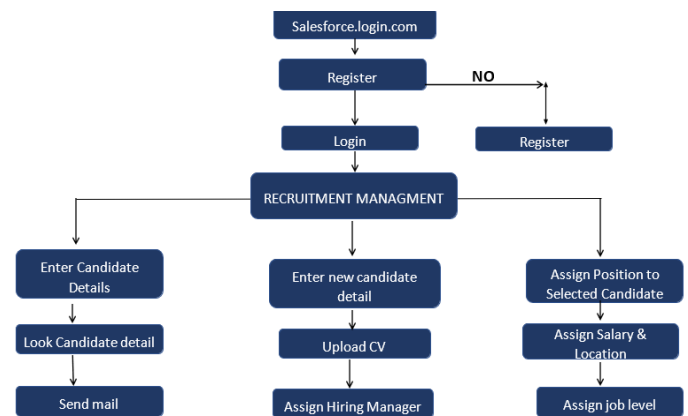 Salesforce.login.com
Register
NO
Login
Register
RECRUITMENT MANAGMENT
Enter Candidate
Details
Look Candidate detail
Send mail
Enter new candidate
detail
Upload CV
Assign Hiring Manager
Assign Position to
Selected Candidate
Assign Salary &
Location
Assign job level